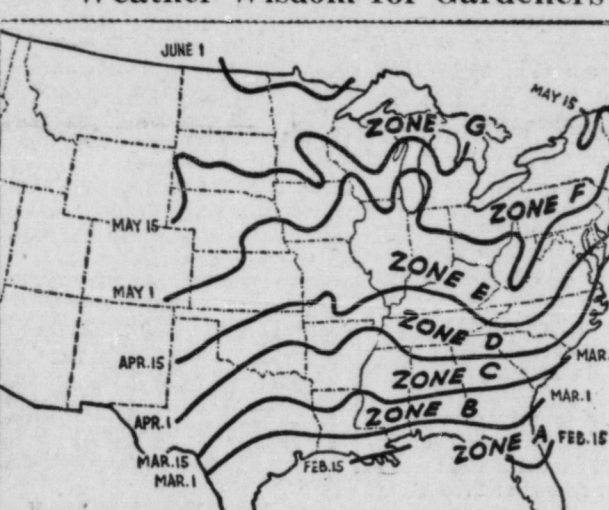 Weather Wisdom for Gardeners
JUNE 1
MAY 15
ZONE G
ZONE F
MAY 15
ZONE E
MAY 1
ZONE D
APR.15
MAR.
ZONE C
MAR.1
APR.1
ZONE B
ZONE A
FEB.15
MAR.15
FEB.15
MAR.1